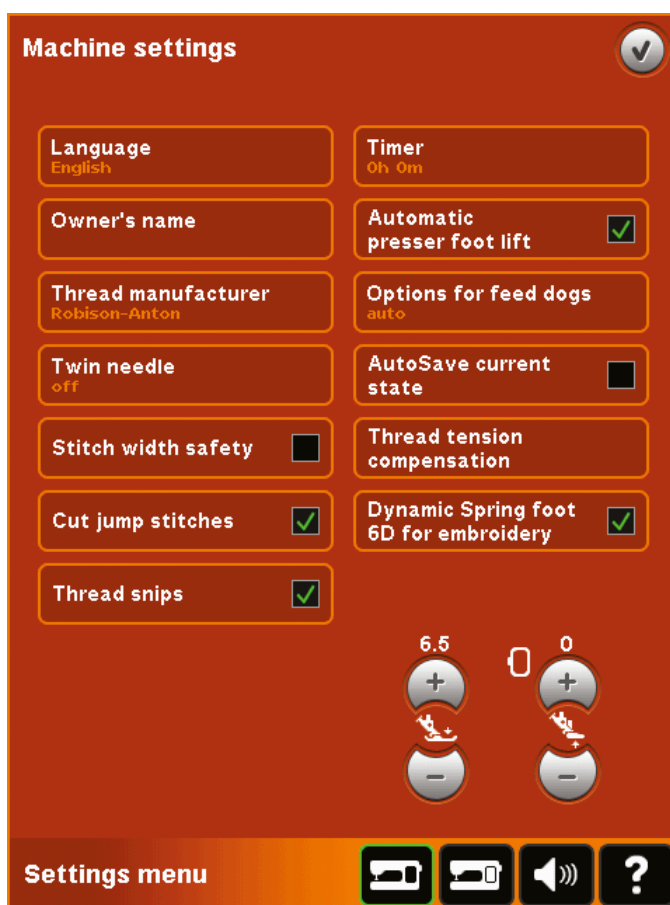 Machine settings
Language
English
Owner's name
Thread manufacturer
Robison-Anton
Twin needle
off
Stitch width safety
Cut jump stitches
Thread snips
Timer
0h 0m
Automatic
presser foot lift
Options for feed dogs
auto
AutoSave current
state
Thread tension
compensation
Dynamic Spring foot
6D for embroidery
6.5
0
+
+
−
−
Settings menu
?